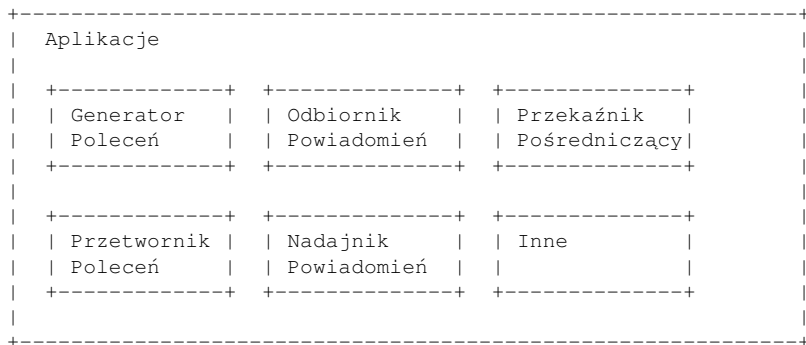 Aplikacje
Generator Odbiornik Przekaźnik
Poleceń Powiadomień Pośredniczący
Przetwornik Nadajnik Inne
Poleceń Powiadomień